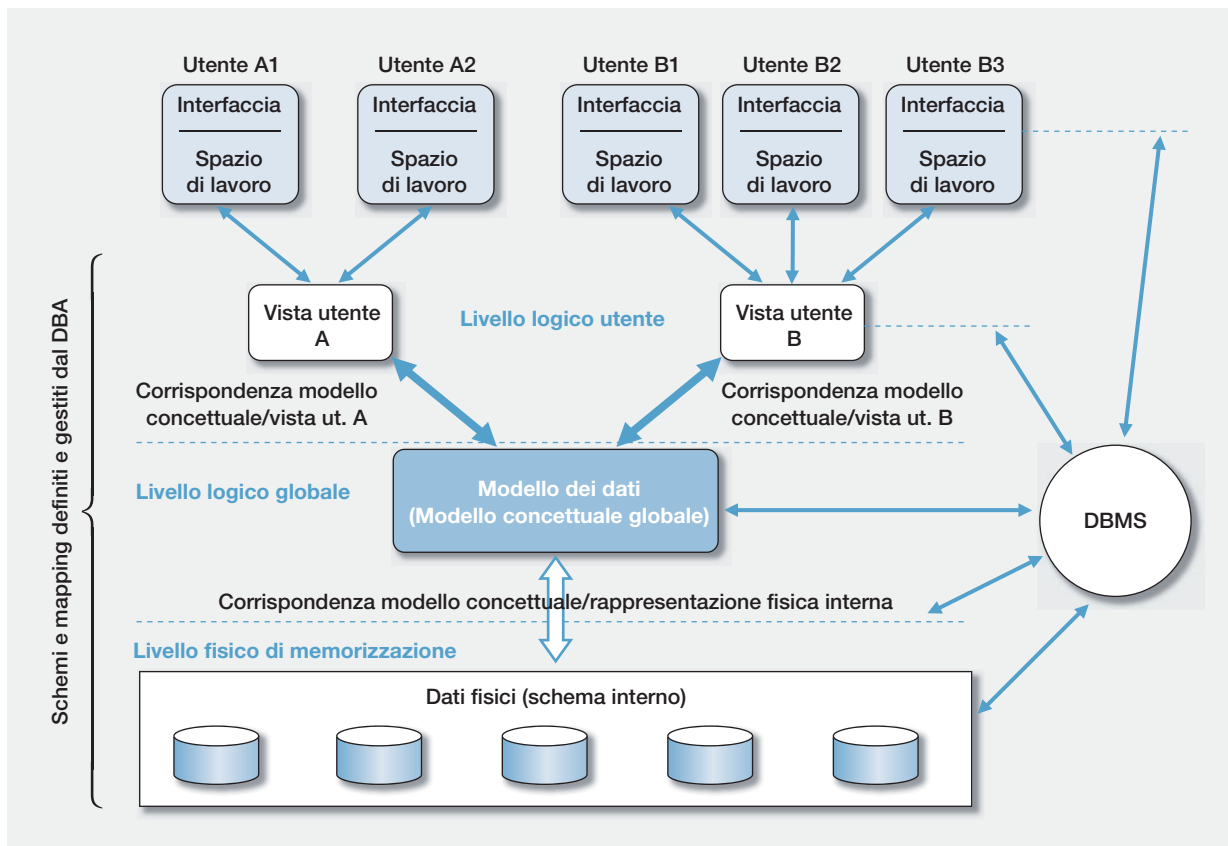 Utente A1
Utente A2
Utente B1
Utente B2
Utente B3
Interfaccia
Spazio
di lavoro
Interfaccia
Spazio
di lavoro
Interfaccia
Spazio
di lavoro
Interfaccia
Spazio
di lavoro
Interfaccia
Spazio
di lavoro
Schemi e mapping definiti e gestiti dal DBA
Vista utente
A
Livello logico utente
Vista utente
B
Corrispondenza modello
concettuale/vista ut. A
Corrispondenza modello
concettuale/vista ut. B
Livello logico globale
Modello dei dati
(Modello concettuale globale)
DBMS
Corrispondenza modello concettuale/rappresentazione fisica interna
Livello fisico di memorizzazione
Dati fisici (schema interno)